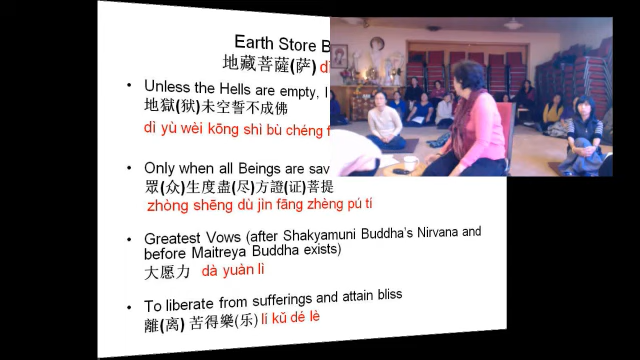 Earth Store B
地藏菩薩(萨) dì
• Unless the Hells are empty, I
地獄(狱)未空誓不成佛
dì yù wèi kōng shì bù chéng f
• Only when all Beings are sav
眾(众)生度盡(尽)方證(证)菩提
zhòng shēng dù jìn fāng zhèng pú tí
• Greatest Vows (after Shakyamuni Buddha's Nirvana and
before Maitreya Buddha exists)
大愿力 dà yuàn lì
• To liberate from sufferings and attain bliss
離(离) 苦得樂(乐) lí kǔ dé lè